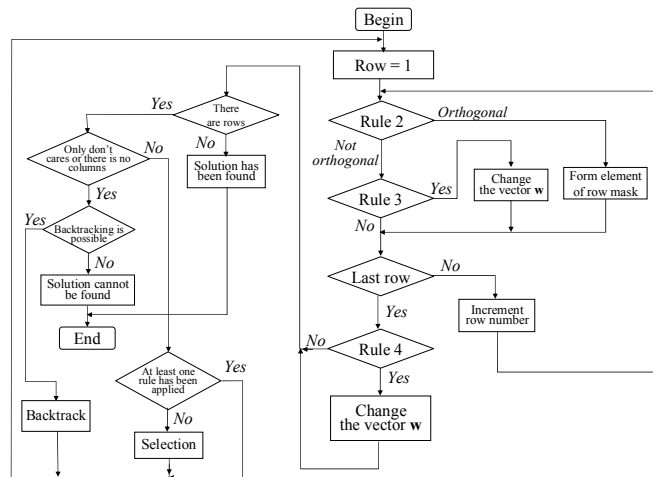 Begin
Row = 1
Rule 2
Orthogonal
Not
orthogonal
Rule 3
Yes
Change
the vector w
Form element
of row mask
No
Last row
No
Increment
row number
Yes
Rule 4
No
Yes
Change
the vector w
There
are rows
Yes
No
Solution has
been found
Only don't
cares or there is no
columns
No
Yes
Backtracking is
possible
Yes
No
Solution cannot
be found
End
Backtrack
At least one
rule has been
applied
Yes
No
Selection